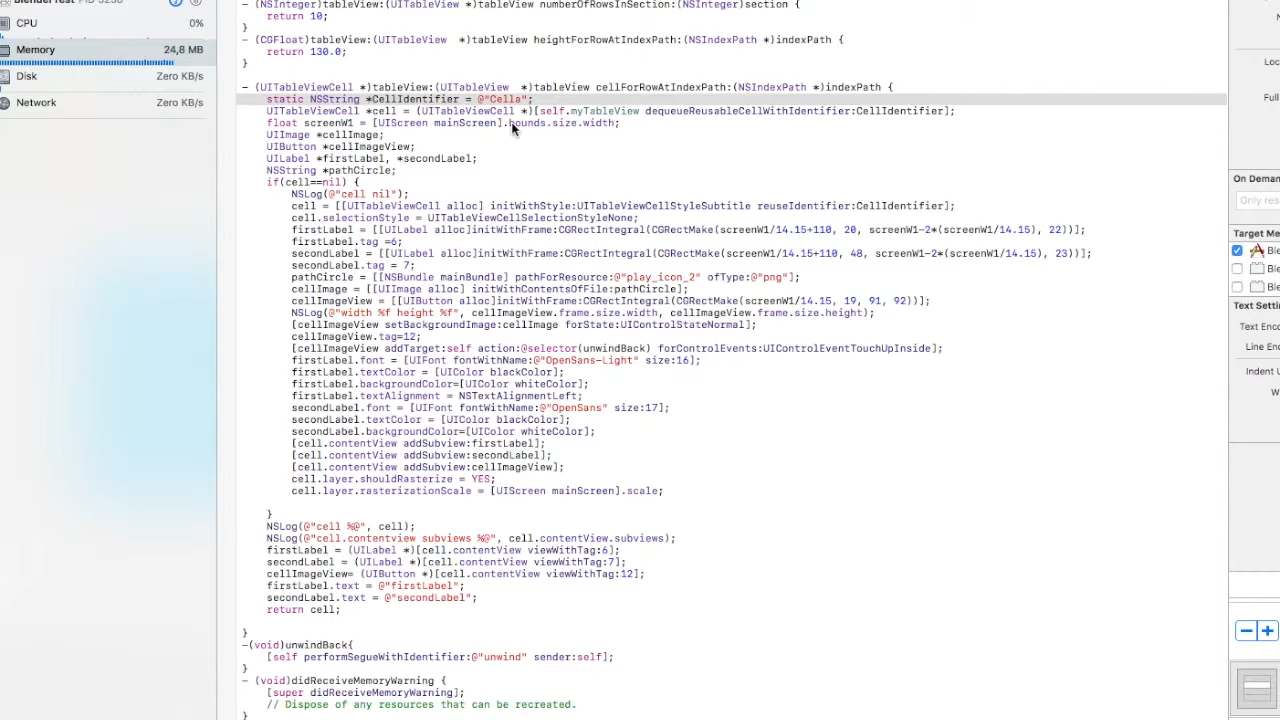 CPU 0%
Memory 24,8 MB
Disk Zero KB/s
Network Zero KB/s
- (NSInteger)tableView:(UITableView *)tableView numberOfRowsInSection:(NSInteger)section {
return 10;
}
- (CGFloat)tableView:(UITableView  *)tableView heightForRowAtIndexPath:(NSIndexPath *)indexPath {
return 130.0;
}
- (UITableViewCell *)tableView:(UITableView  *)tableView cellForRowAtIndexPath:(NSIndexPath *)indexPath {
static NSString *CellIdentifier = @"Cella";
UITableViewCell *cell = (UITableViewCell *)[self.myTableView dequeueReusableCellWithIdentifier:CellIdentifier];
float screenW1 = [UIScreen mainScreen].bounds.size.width;
UIImage *cellImage;
UIButton *cellImageView;
UILabel *firstLabel, *secondLabel;
NSString *pathCircle;
if(cell==nil) {
NSLog(@"cell nil");
cell = [[UITableViewCell alloc] initWithStyle:UITableViewCellStyleSubtitle reuseIdentifier:CellIdentifier];
cell.selectionStyle = UITableViewCellSelectionStyleNone;
firstLabel = [[UILabel alloc]initWithFrame:CGRectIntegral(CGRectMake(screenW1/14.15+110, 20, screenW1-2*(screenW1/14.15), 22))];
firstLabel.tag =6;
secondLabel = [[UILabel alloc]initWithFrame:CGRectIntegral(CGRectMake(screenW1/14.15+110, 48, screenW1-2*(screenW1/14.15), 23))];
secondLabel.tag = 7;
pathCircle = [[NSBundle mainBundle] pathForResource:@"play_icon_2" ofType:@"png"];
cellImage = [[UIImage alloc] initWithContentsOfFile:pathCircle];
cellImageView = [[UIButton alloc]initWithFrame:CGRectIntegral(CGRectMake(screenW1/14.15, 19, 91, 92))];
NSLog(@"width %f height %f", cellImageView.frame.size.width, cellImageView.frame.size.height);
[cellImageView setBackgroundImage:cellImage forState:UIControlStateNormal];
cellImageView.tag=12;
[cellImageView addTarget:self action:@selector(unwindBack) forControlEvents:UIControlEventTouchUpInside];
firstLabel.font = [UIFont fontWithName:@"OpenSans-Light" size:16];
firstLabel.textColor = [UIColor blackColor];
firstLabel.backgroundColor=[UIColor whiteColor];
firstLabel.textAlignment = NSTextAlignmentLeft;
secondLabel.font = [UIFont fontWithName:@"OpenSans" size:17];
secondLabel.textColor = [UIColor blackColor];
secondLabel.backgroundColor=[UIColor whiteColor];
[cell.contentView addSubview:firstLabel];
[cell.contentView addSubview:secondLabel];
[cell.contentView addSubview:cellImageView];
cell.layer.shouldRasterize = YES;
cell.layer.rasterizationScale = [UIScreen mainScreen].scale;
}
NSLog(@"cell %@", cell);
NSLog(@"cell.contentview subviews %@", cell.contentView.subviews);
firstLabel = (UILabel *)[cell.contentView viewWithTag:6];
secondLabel = (UILabel *)[cell.contentView viewWithTag:7];
cellImageView= (UIButton *)[cell.contentView viewWithTag:12];
firstLabel.text = @"firstLabel";
secondLabel.text = @"secondLabel";
return cell;
}
-(void)unwindBack{
[self performSegueWithIdentifier:@"unwind" sender:self];
}
- (void)didReceiveMemoryWarning {
[super didReceiveMemoryWarning];
// Dispose of any resources that can be recreated.
}
Loc
Full
On Deman
Only res
Target Me
Ble
Ble
Ble
Text Setti
Text Enco
Line End
Indent U
W